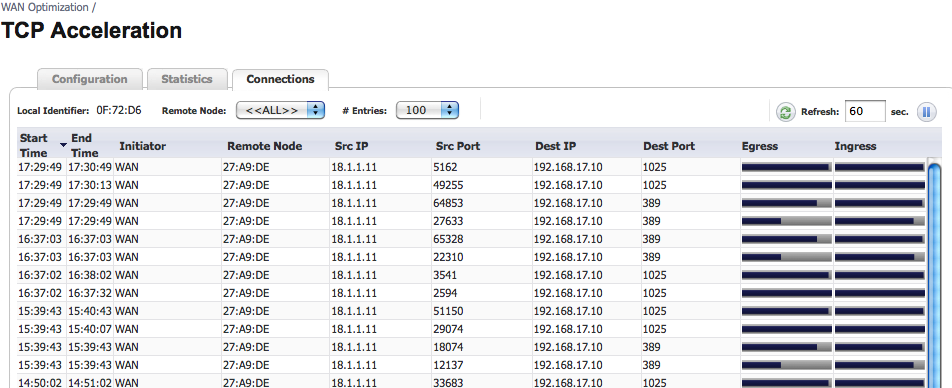 WAN Optimization /
TCP Acceleration
Configuration Statistics Connections
Local Identifier: 0F:72:D6 Remote Node: <<ALL>> # Entries: 100 Refresh: 60 sec.
Start Time End Time Initiator Remote Node Src IP Src Port Dest IP Dest Port Egress Ingress
17:29:49 17:30:49 WAN 27:A9:DE 18.1.1.11 5162 192.168.17.10 1025
17:29:49 17:30:13 WAN 27:A9:DE 18.1.1.11 49255 192.168.17.10 1025
17:29:49 17:29:49 WAN 27:A9:DE 18.1.1.11 64853 192.168.17.10 389
17:29:49 17:29:49 WAN 27:A9:DE 18.1.1.11 27633 192.168.17.10 389
16:37:03 16:37:03 WAN 27:A9:DE 18.1.1.11 65328 192.168.17.10 389
16:37:03 16:37:03 WAN 27:A9:DE 18.1.1.11 22310 192.168.17.10 389
16:37:02 16:38:02 WAN 27:A9:DE 18.1.1.11 3541 192.168.17.10 1025
16:37:02 16:37:32 WAN 27:A9:DE 18.1.1.11 2594 192.168.17.10 1025
15:39:43 15:40:43 WAN 27:A9:DE 18.1.1.11 51150 192.168.17.10 1025
15:39:43 15:40:07 WAN 27:A9:DE 18.1.1.11 29074 192.168.17.10 1025
15:39:43 15:39:43 WAN 27:A9:DE 18.1.1.11 18074 192.168.17.10 389
15:39:43 15:39:43 WAN 27:A9:DE 18.1.1.11 12137 192.168.17.10 389
14:50:02 14:51:02 WAN 27:A9:DE 18.1.1.11 33683 192.168.17.10 1025